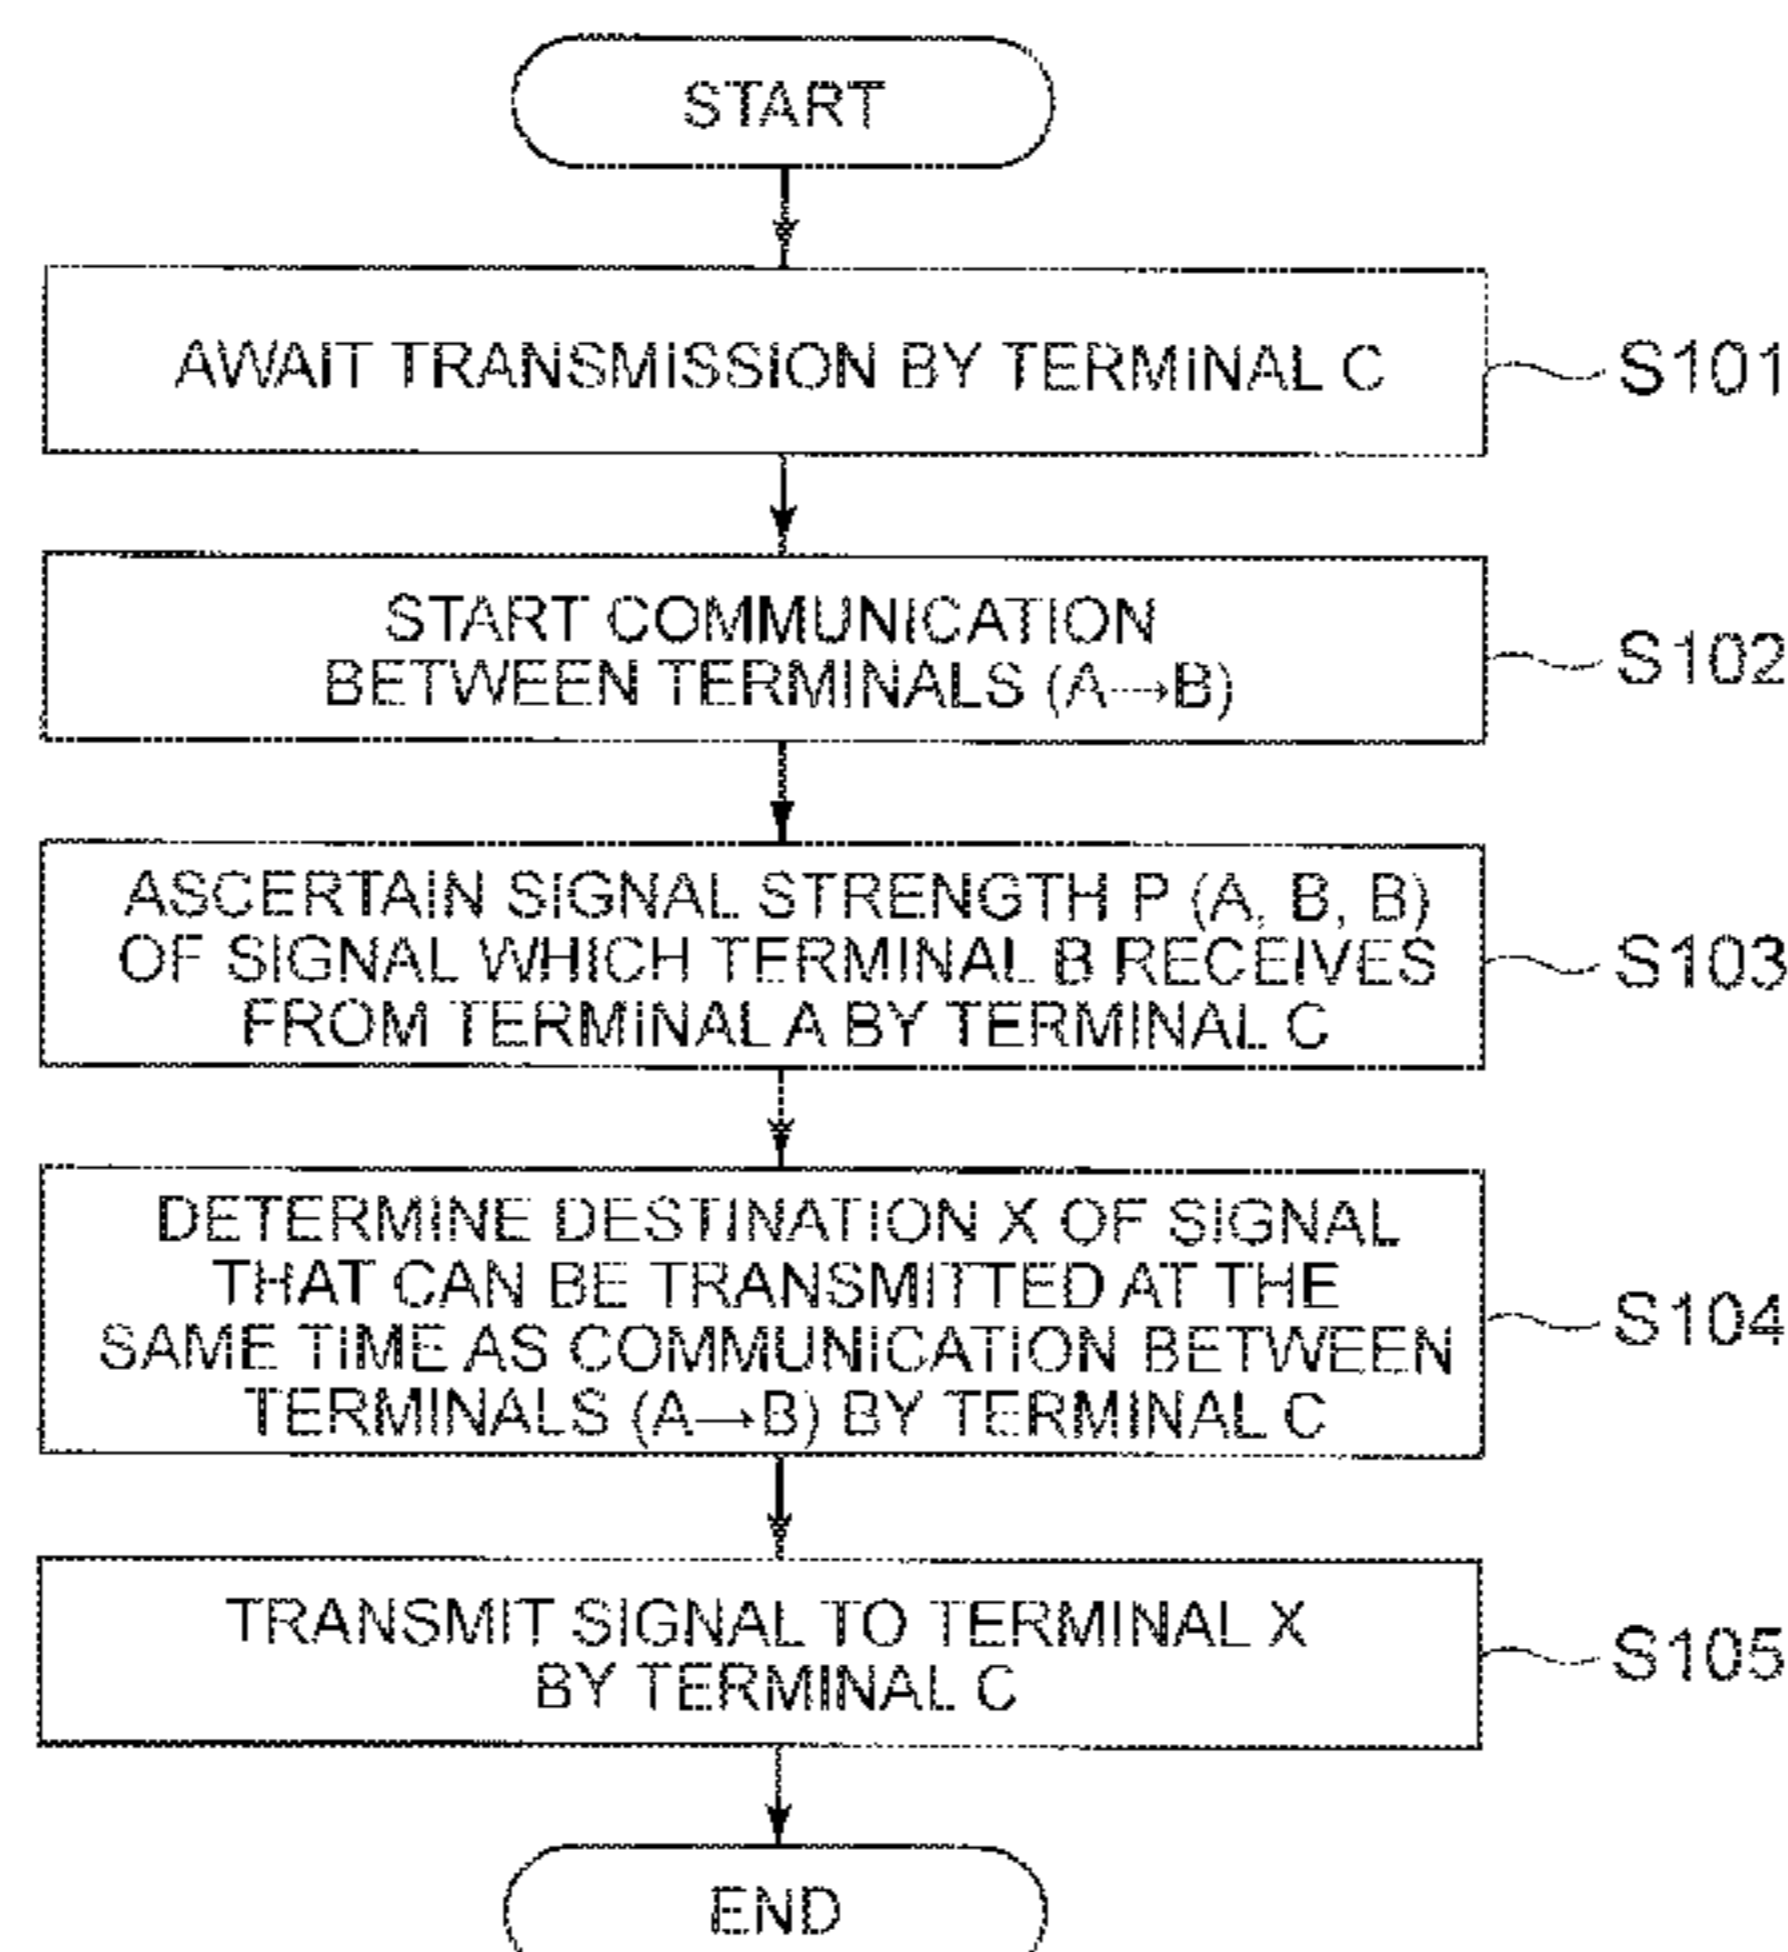 START
AWAIT TRANSMISSION BY TERMINAL C
S101
START COMMUNICATION
BETWEEN TERMINALS (A→B)
S102
ASCERTAIN SIGNAL STRENGTH P (A, B, B)
OF SIGNAL WHICH TERMINAL B RECEIVES
FROM TERMINAL A BY TERMINAL C
S103
DETERMINE DESTINATION X OF SIGNAL
THAT CAN BE TRANSMITTED AT THE
SAME TIME AS COMMUNICATION BETWEEN
TERMINALS (A→B) BY TERMINAL C
S104
TRANSMIT SIGNAL TO TERMINAL X
BY TERMINAL C
S105
END